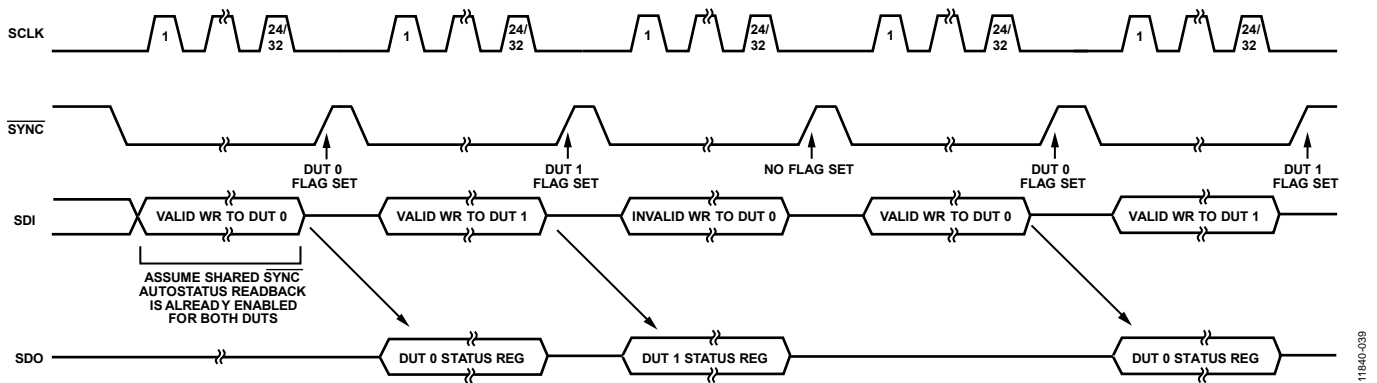 SCLK
1
24/
32
1
24/
32
1
24/
32
1
24/
32
1
24/
32
SYNC
DUT 0
FLAG SET
DUT 1
FLAG SET
NO FLAG SET
DUT 0
FLAG SET
DUT 1
FLAG SET
SDI
VALID WR TO DUT 0
VALID WR TO DUT 1
INVALID WR TO DUT 0
VALID WR TO DUT 0
VALID WR TO DUT 1
ASSUME SHARED SYNC
AUTOSTATUS READBACK
IS ALREADY ENABLED
FOR BOTH DUTS
SDO
DUT 0 STATUS REG
DUT 1 STATUS REG
DUT 0 STATUS REG
11840-039